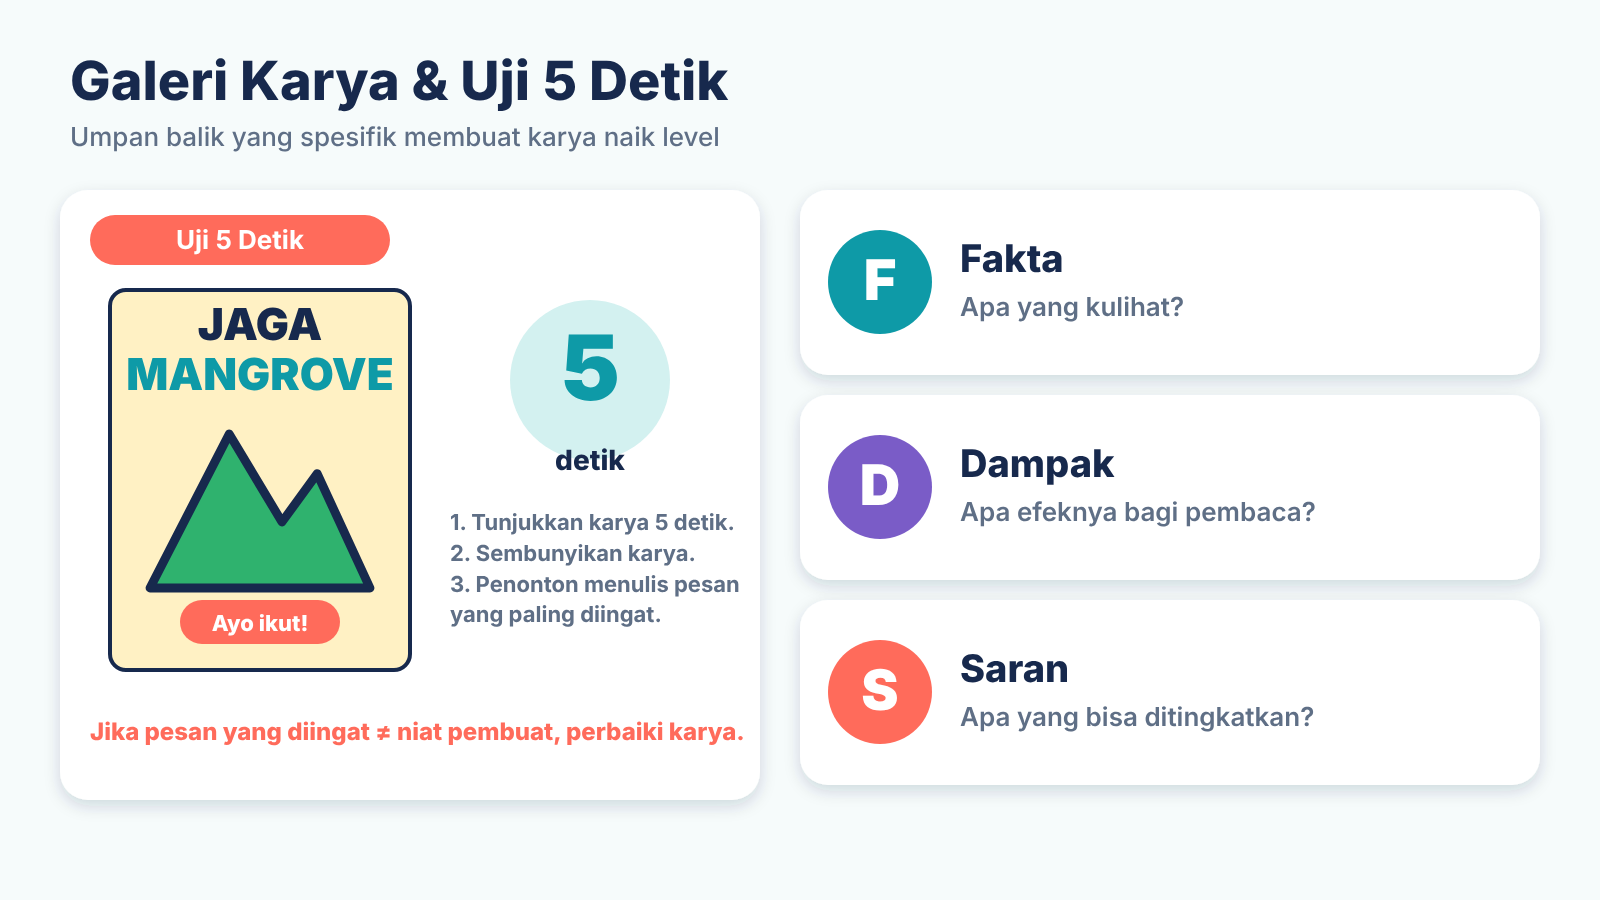 Galeri Karya & Uji 5 Detik
Umpan balik yang spesifik membuat karya naik level
Uji 5 Detik
JAGA
MANGROVE
Ayo ikut!
5
detik
1. Tunjukkan karya 5 detik.
2. Sembunyikan karya.
3. Penonton menulis pesan
yang paling diingat.
Jika pesan yang diingat ≠ niat pembuat, perbaiki karya.
F
Fakta
Apa yang kulihat?
D
Dampak
Apa efeknya bagi pembaca?
S
Saran
Apa yang bisa ditingkatkan?